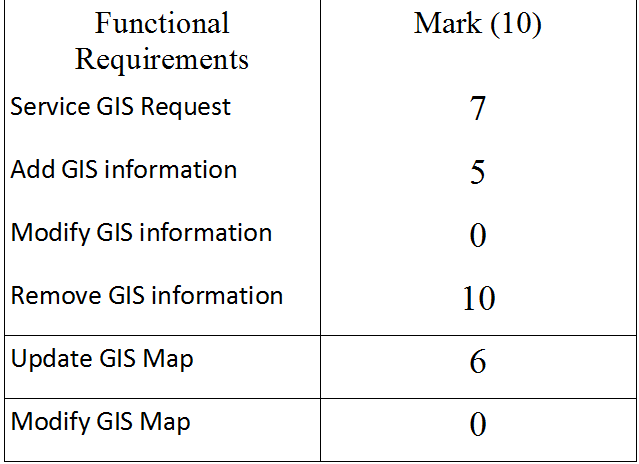 Functional Mark (10)
Requirements
Service GIS Request 7
Add GIS information 5
Modify GIS information 0
Remove GIS information 10
Update GIS Map 6
Modify GIS Map 0